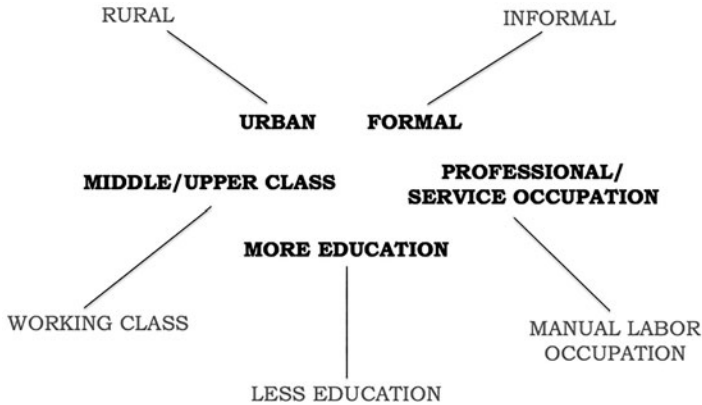 RURAL
INFORMAL
URBAN
FORMAL
MIDDLE/UPPER CLASS
PROFESSIONAL/
SERVICE OCCUPATION
MORE EDUCATION
WORKING CLASS
MANUAL LABOR
OCCUPATION
LESS EDUCATION